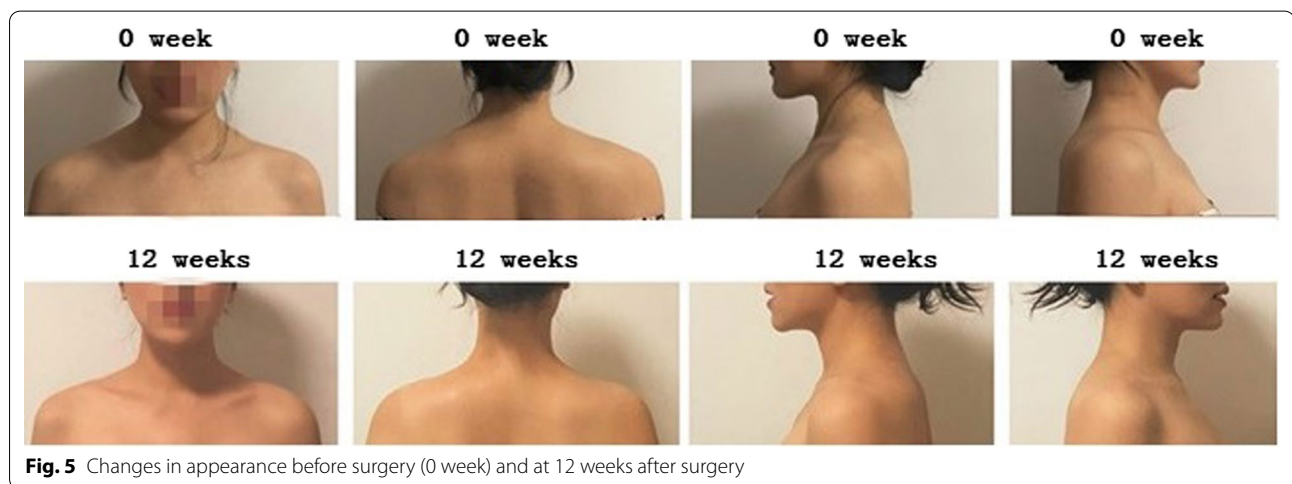 0 week 0 week 0 week 0 week
12 weeks 12 weeks 12 weeks 12 weeks
Fig. 5 Changes in appearance before surgery (0 week) and at 12 weeks after surgery